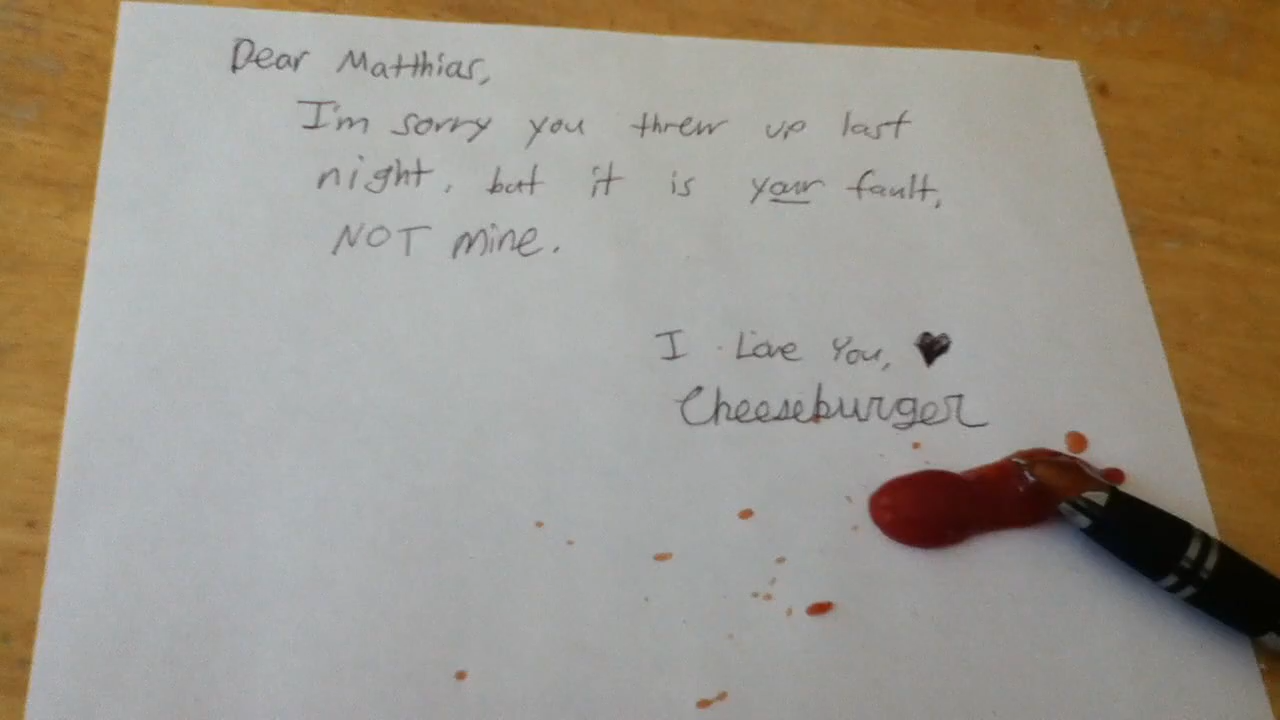 Dear Matthias,
I'm sorry you threw up last
night, but it is your fault,
NOT mine.
I Love You, ♥
Cheeseburger